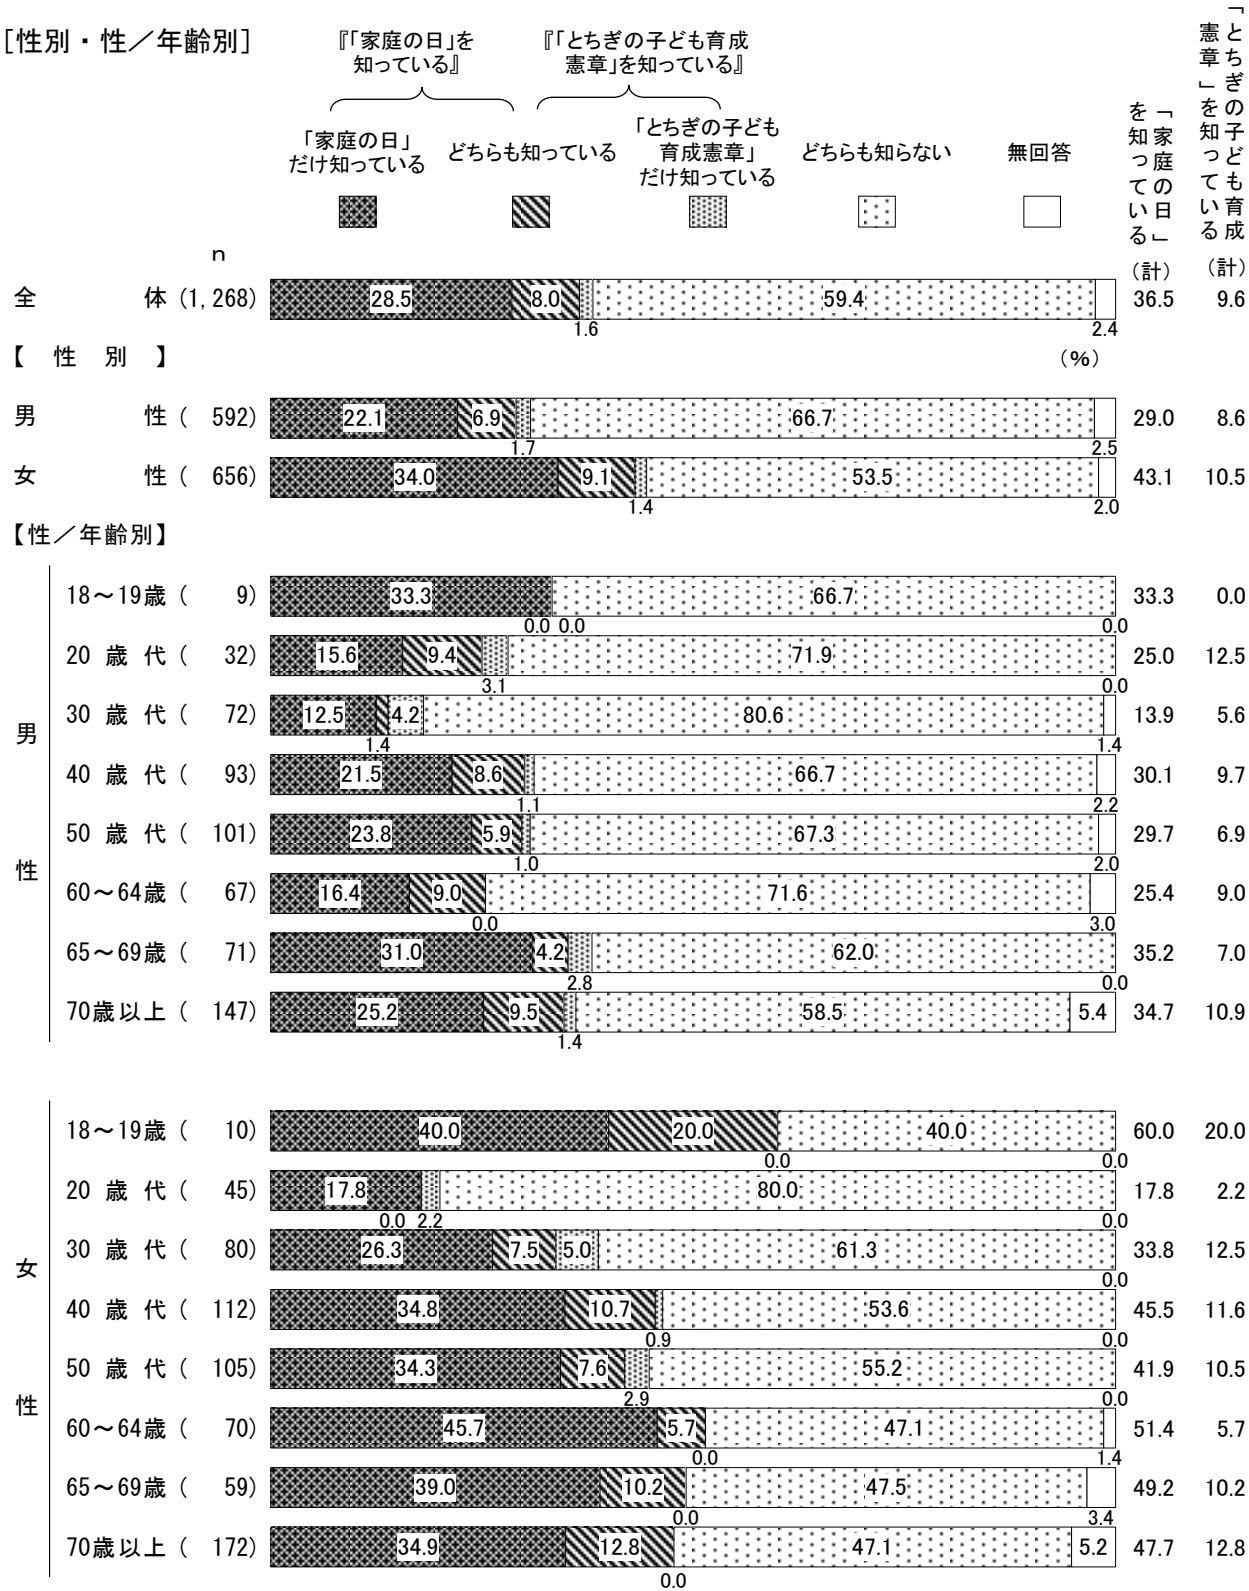 [性別・性／年齢別]
『「家庭の日」を
知っている』
『「とちぎの子ども育成
憲章」を知っている』
「家庭の日」
だけ知っている
どちらも知っている
「とちぎの子ども
育成憲章」
だけ知っている
どちらも知らない
無回答
「家庭の日」
を知っている
（計）
「とちぎの子ども育成
憲章」を知っている
（計）
n
全体 (1,268) 28.5 8.0 59.4 36.5 9.6
1.6 2.4
【 性 別 】 (%)
男性 ( 592) 22.1 6.9 66.7 29.0 8.6
1.7 2.5
女性 ( 656) 34.0 9.1 53.5 43.1 10.5
1.4 2.0
【性／年齢別】
男性
18～19歳 ( 9) 33.3 66.7 33.3 0.0
0.0 0.0 0.0
20歳代 ( 32) 15.6 9.4 71.9 25.0 12.5
3.1 0.0
30歳代 ( 72) 12.5 4.2 80.6 13.9 5.6
1.4 1.4
40歳代 ( 93) 21.5 8.6 66.7 30.1 9.7
1.1 2.2
50歳代 ( 101) 23.8 5.9 67.3 29.7 6.9
1.0 2.0
60～64歳 ( 67) 16.4 9.0 71.6 25.4 9.0
0.0 3.0
65～69歳 ( 71) 31.0 4.2 62.0 35.2 7.0
2.8 0.0
70歳以上 ( 147) 25.2 9.5 58.5 5.4 34.7 10.9
1.4
女性
18～19歳 ( 10) 40.0 20.0 40.0 60.0 20.0
0.0 0.0
20歳代 ( 45) 17.8 80.0 17.8 2.2
0.0 2.2 0.0
30歳代 ( 80) 26.3 7.5 5.0 61.3 33.8 12.5
0.0
40歳代 ( 112) 34.8 10.7 53.6 45.5 11.6
0.9 0.0
50歳代 ( 105) 34.3 7.6 55.2 41.9 10.5
2.9 0.0
60～64歳 ( 70) 45.7 5.7 47.1 51.4 5.7
0.0 1.4
65～69歳 ( 59) 39.0 10.2 47.5 49.2 10.2
0.0 3.4
70歳以上 ( 172) 34.9 12.8 47.1 5.2 47.7 12.8
0.0